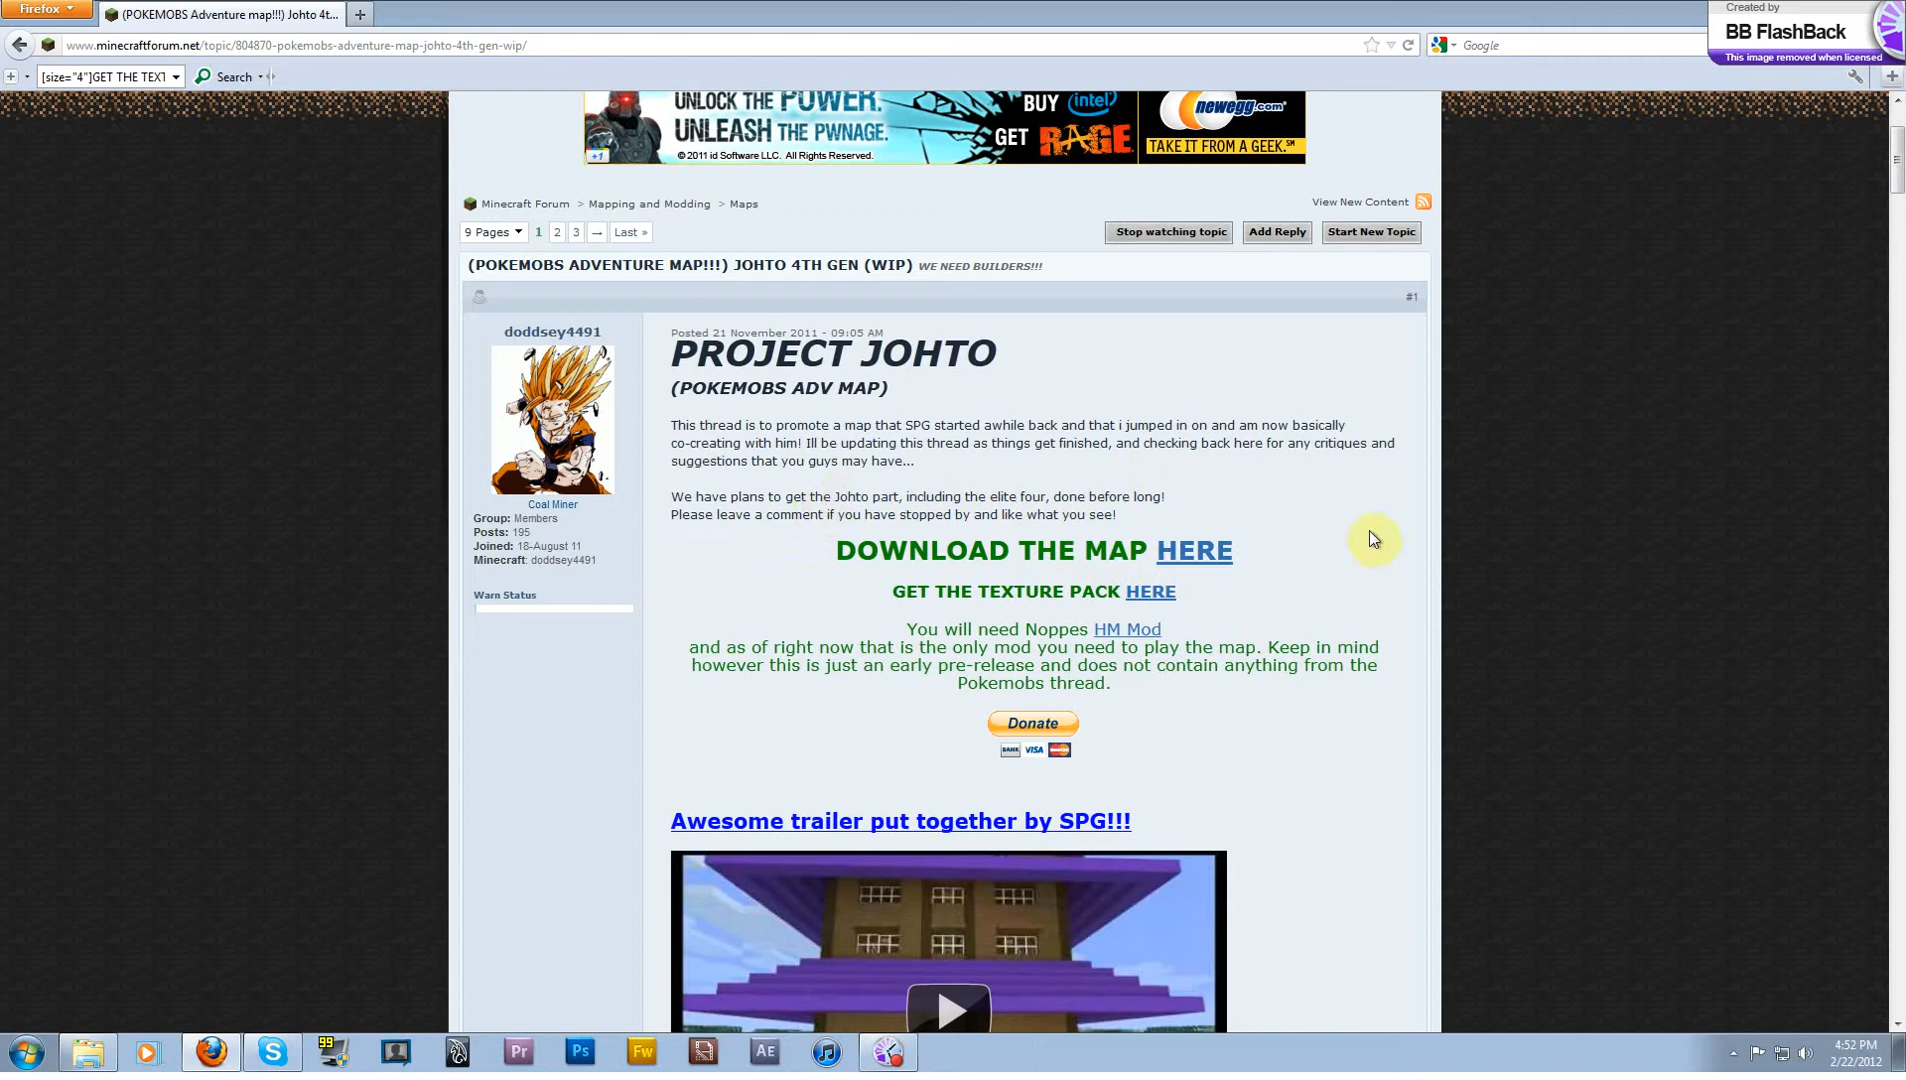 Firefox
(POKEMOBS Adventure map!!!) Johto 4t...
Created by
BB FlashBack
This image removed when licensed
www.minecraftforum.net/topic/804870-pokemobs-adventure-map-johto-4th-gen-wip/
Google
[size="4"]GET THE TEXT
Search
UNLOCK THE POWER.
UNLEASH THE PWNAGE.
© 2011 id Software LLC. All Rights Reserved.
+1
BUY intel
GET RAGE
newegg.com
TAKE IT FROM A GEEK.℠
Minecraft Forum > Mapping and Modding > Maps
View New Content
9 Pages 1 2 3 → Last »
Stop watching topic Add Reply Start New Topic
(POKEMOBS ADVENTURE MAP!!!) JOHTO 4TH GEN (WIP) WE NEED BUILDERS!!!
#1
doddsey4491
Coal Miner
Group: Members
Posts: 195
Joined: 18-August 11
Minecraft: doddsey4491
Warn Status
Posted 21 November 2011 - 09:05 AM
PROJECT JOHTO
(POKEMOBS ADV MAP)
This thread is to promote a map that SPG started awhile back and that i jumped in on and am now basically
co-creating with him! Ill be updating this thread as things get finished, and checking back here for any critiques and
suggestions that you guys may have...
We have plans to get the Johto part, including the elite four, done before long!
Please leave a comment if you have stopped by and like what you see!
DOWNLOAD THE MAP HERE
GET THE TEXTURE PACK HERE
You will need Noppes HM Mod
and as of right now that is the only mod you need to play the map. Keep in mind
however this is just an early pre-release and does not contain anything from the
Pokemobs thread.
Donate
BANK VISA
Awesome trailer put together by SPG!!!
99
Pr
Ps
Fw
AE
4:52 PM
2/22/2012